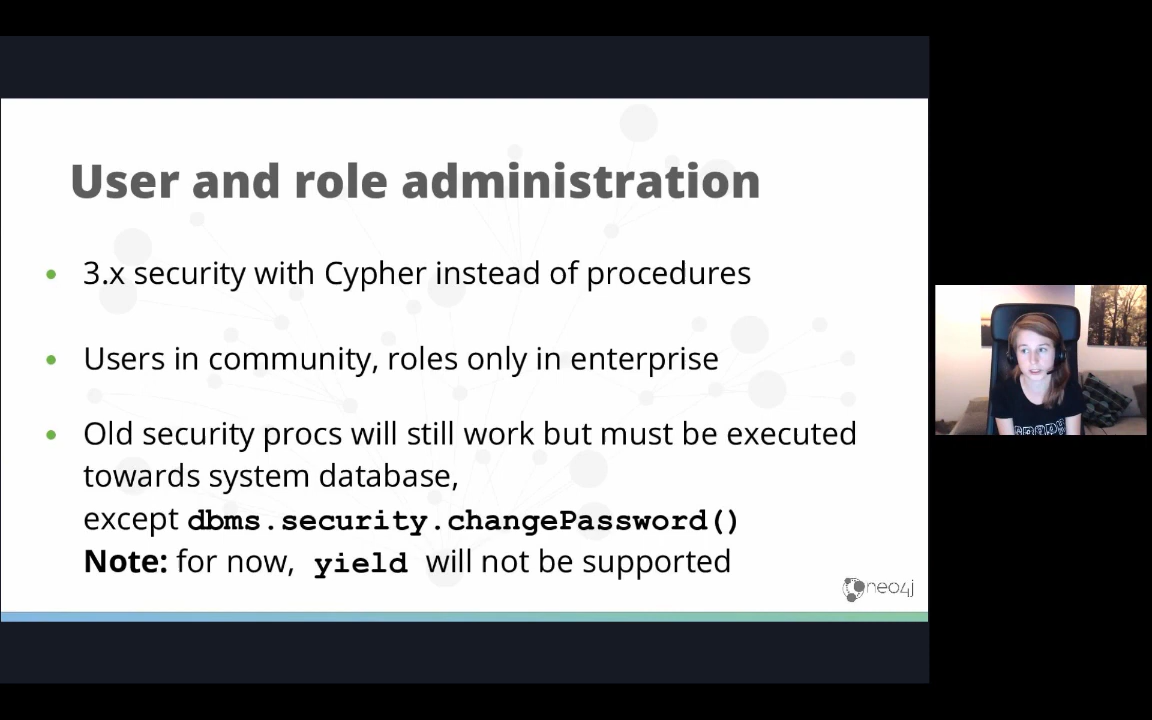 User and role administration
3.x security with Cypher instead of procedures
Users in community, roles only in enterprise
Old security procs will still work but must be executed
towards system database,
except dbms.security.changePassword()
Note: for now, yield will not be supported
neo4j